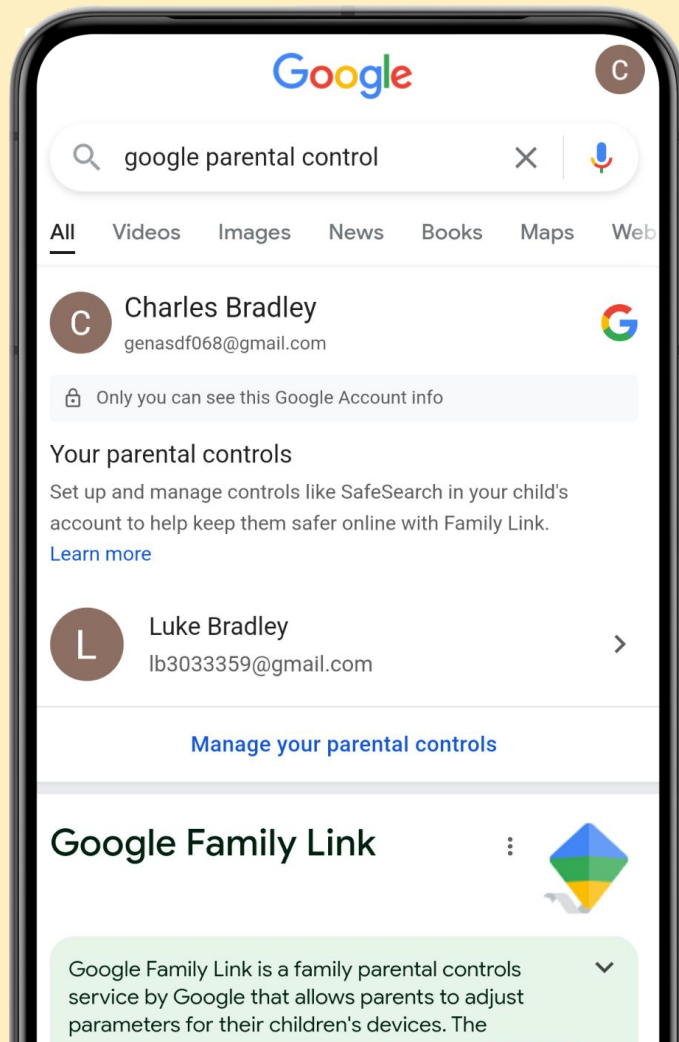 Google
C
google parental control
All Videos Images News Books Maps Web
C
Charles Bradley
G
genasdf068@gmail.com
Only you can see this Google Account info
Your parental controls
Set up and manage controls like SafeSearch in your child's
account to help keep them safer online with Family Link.
Learn more
L
Luke Bradley
lb3033359@gmail.com
Manage your parental controls
Google Family Link
Google Family Link is a family parental controls
service by Google that allows parents to adjust
parameters for their children's devices. The